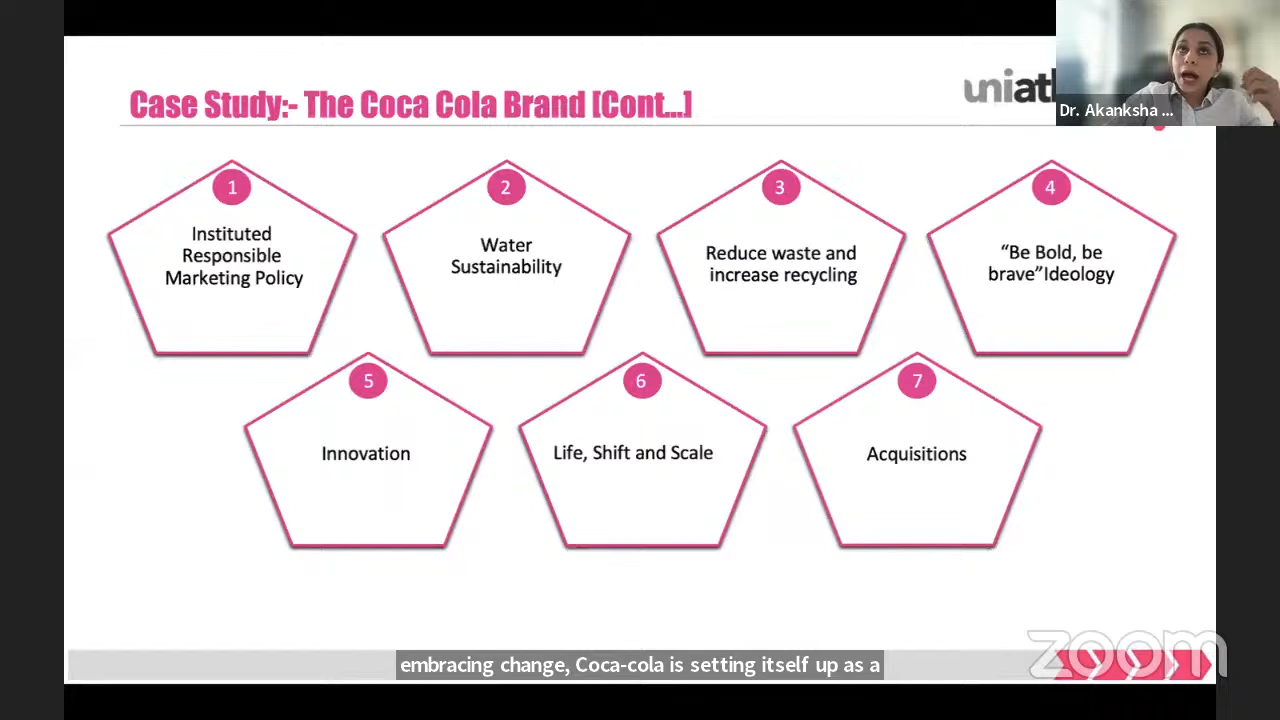 Case Study:- The Coca Cola Brand [Cont...]
uniath
Dr. Akanksha ...
1
Instituted
Responsible
Marketing Policy
2
Water
Sustainability
3
Reduce waste and
increase recycling
4
“Be Bold, be
brave”Ideology
5
Innovation
6
Life, Shift and Scale
7
Acquisitions
embracing change, Coca-cola is setting itself up as a
zoom